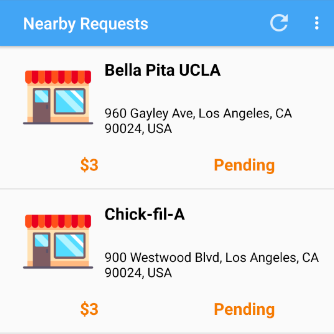 Nearby Requests
Bella Pita UCLA
960 Gayley Ave, Los Angeles, CA
90024, USA
$3 Pending
Chick-fil-A
900 Westwood Blvd, Los Angeles, CA
90024, USA
$3 Pending